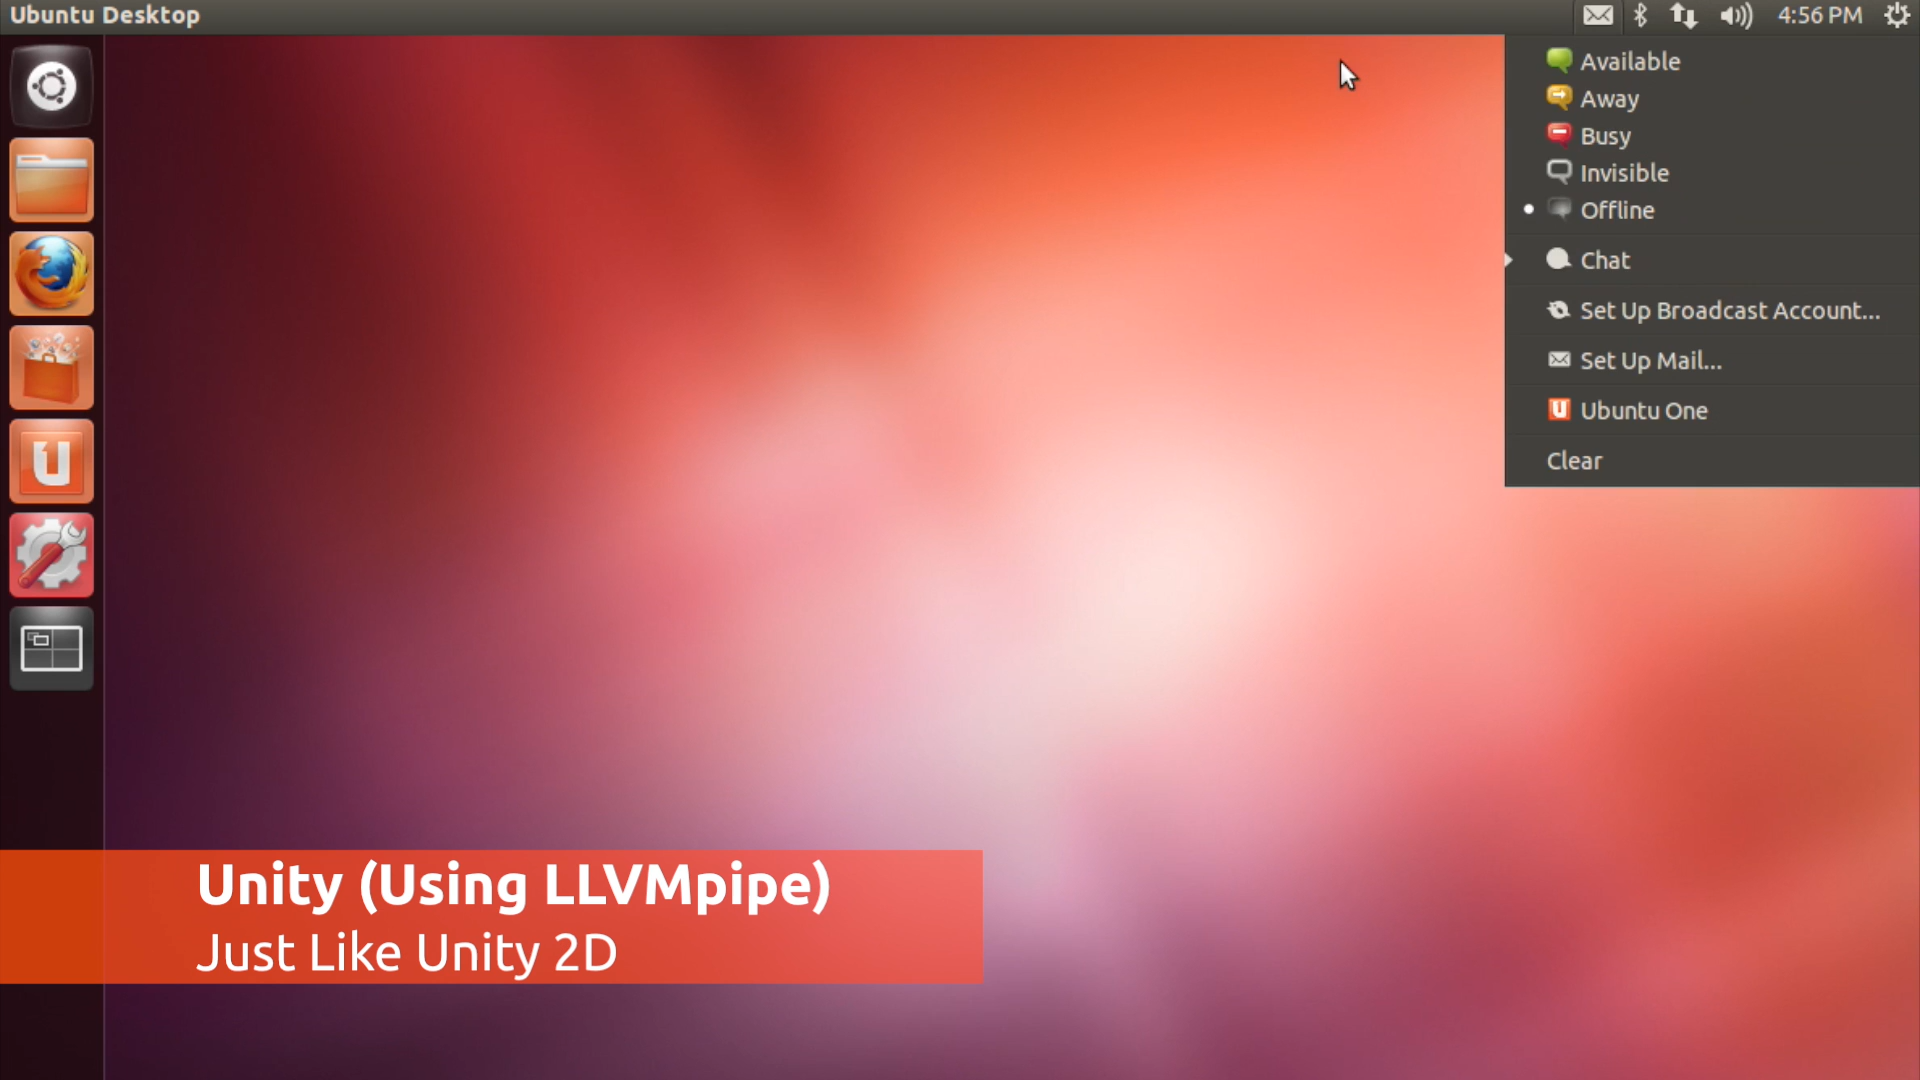 Ubuntu Desktop
4:56 PM
Available
Away
Busy
Invisible
Offline
Chat
Set Up Broadcast Account...
Set Up Mail...
Ubuntu One
Clear
Unity (Using LLVMpipe)
Just Like Unity 2D